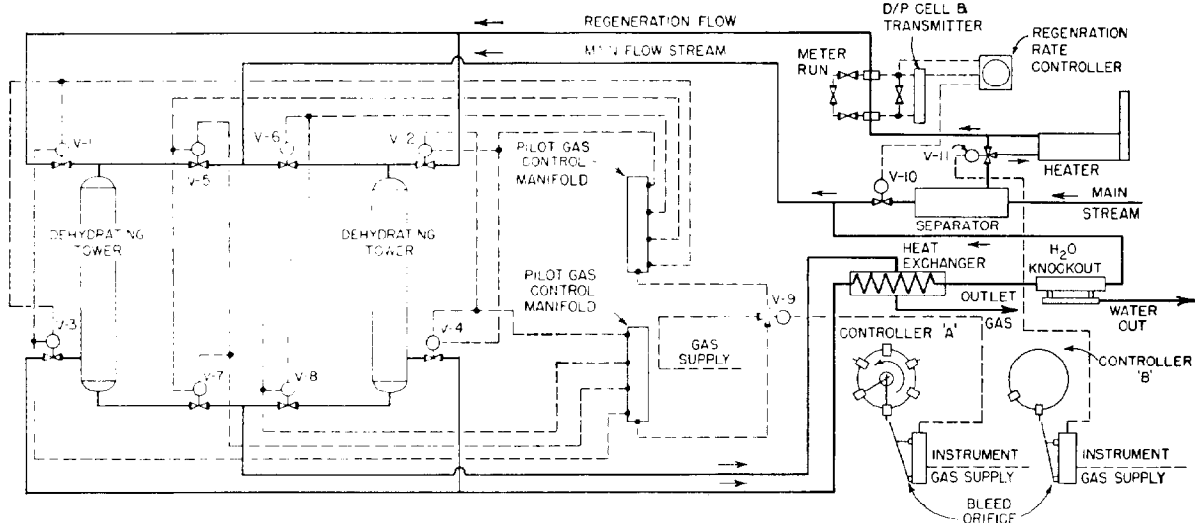 REGENERATION FLOW
MAIN FLOW STREAM
D/P CELL &
TRANSMITTER
METER
RUN
REGENRATION
RATE
CONTROLLER
V-1
V-5
V-6
V-2
PILOT GAS
CONTROL
MANIFOLD
V-11
HEATER
V-10
SEPARATOR
MAIN
STREAM
DEHYDRATING
TOWER
DEHYDRATING
TOWER
HEAT
EXCHANGER
H2O
KNOCKOUT
PILOT GAS
CONTROL
MANIFOLD
V-9
OUTLET
GAS
WATER
OUT
V-3
V-4
GAS
SUPPLY
CONTROLLER 'A'
CONTROLLER
'B'
V-7
V-8
INSTRUMENT
GAS SUPPLY
INSTRUMENT
GAS SUPPLY
BLEED
ORIFICE